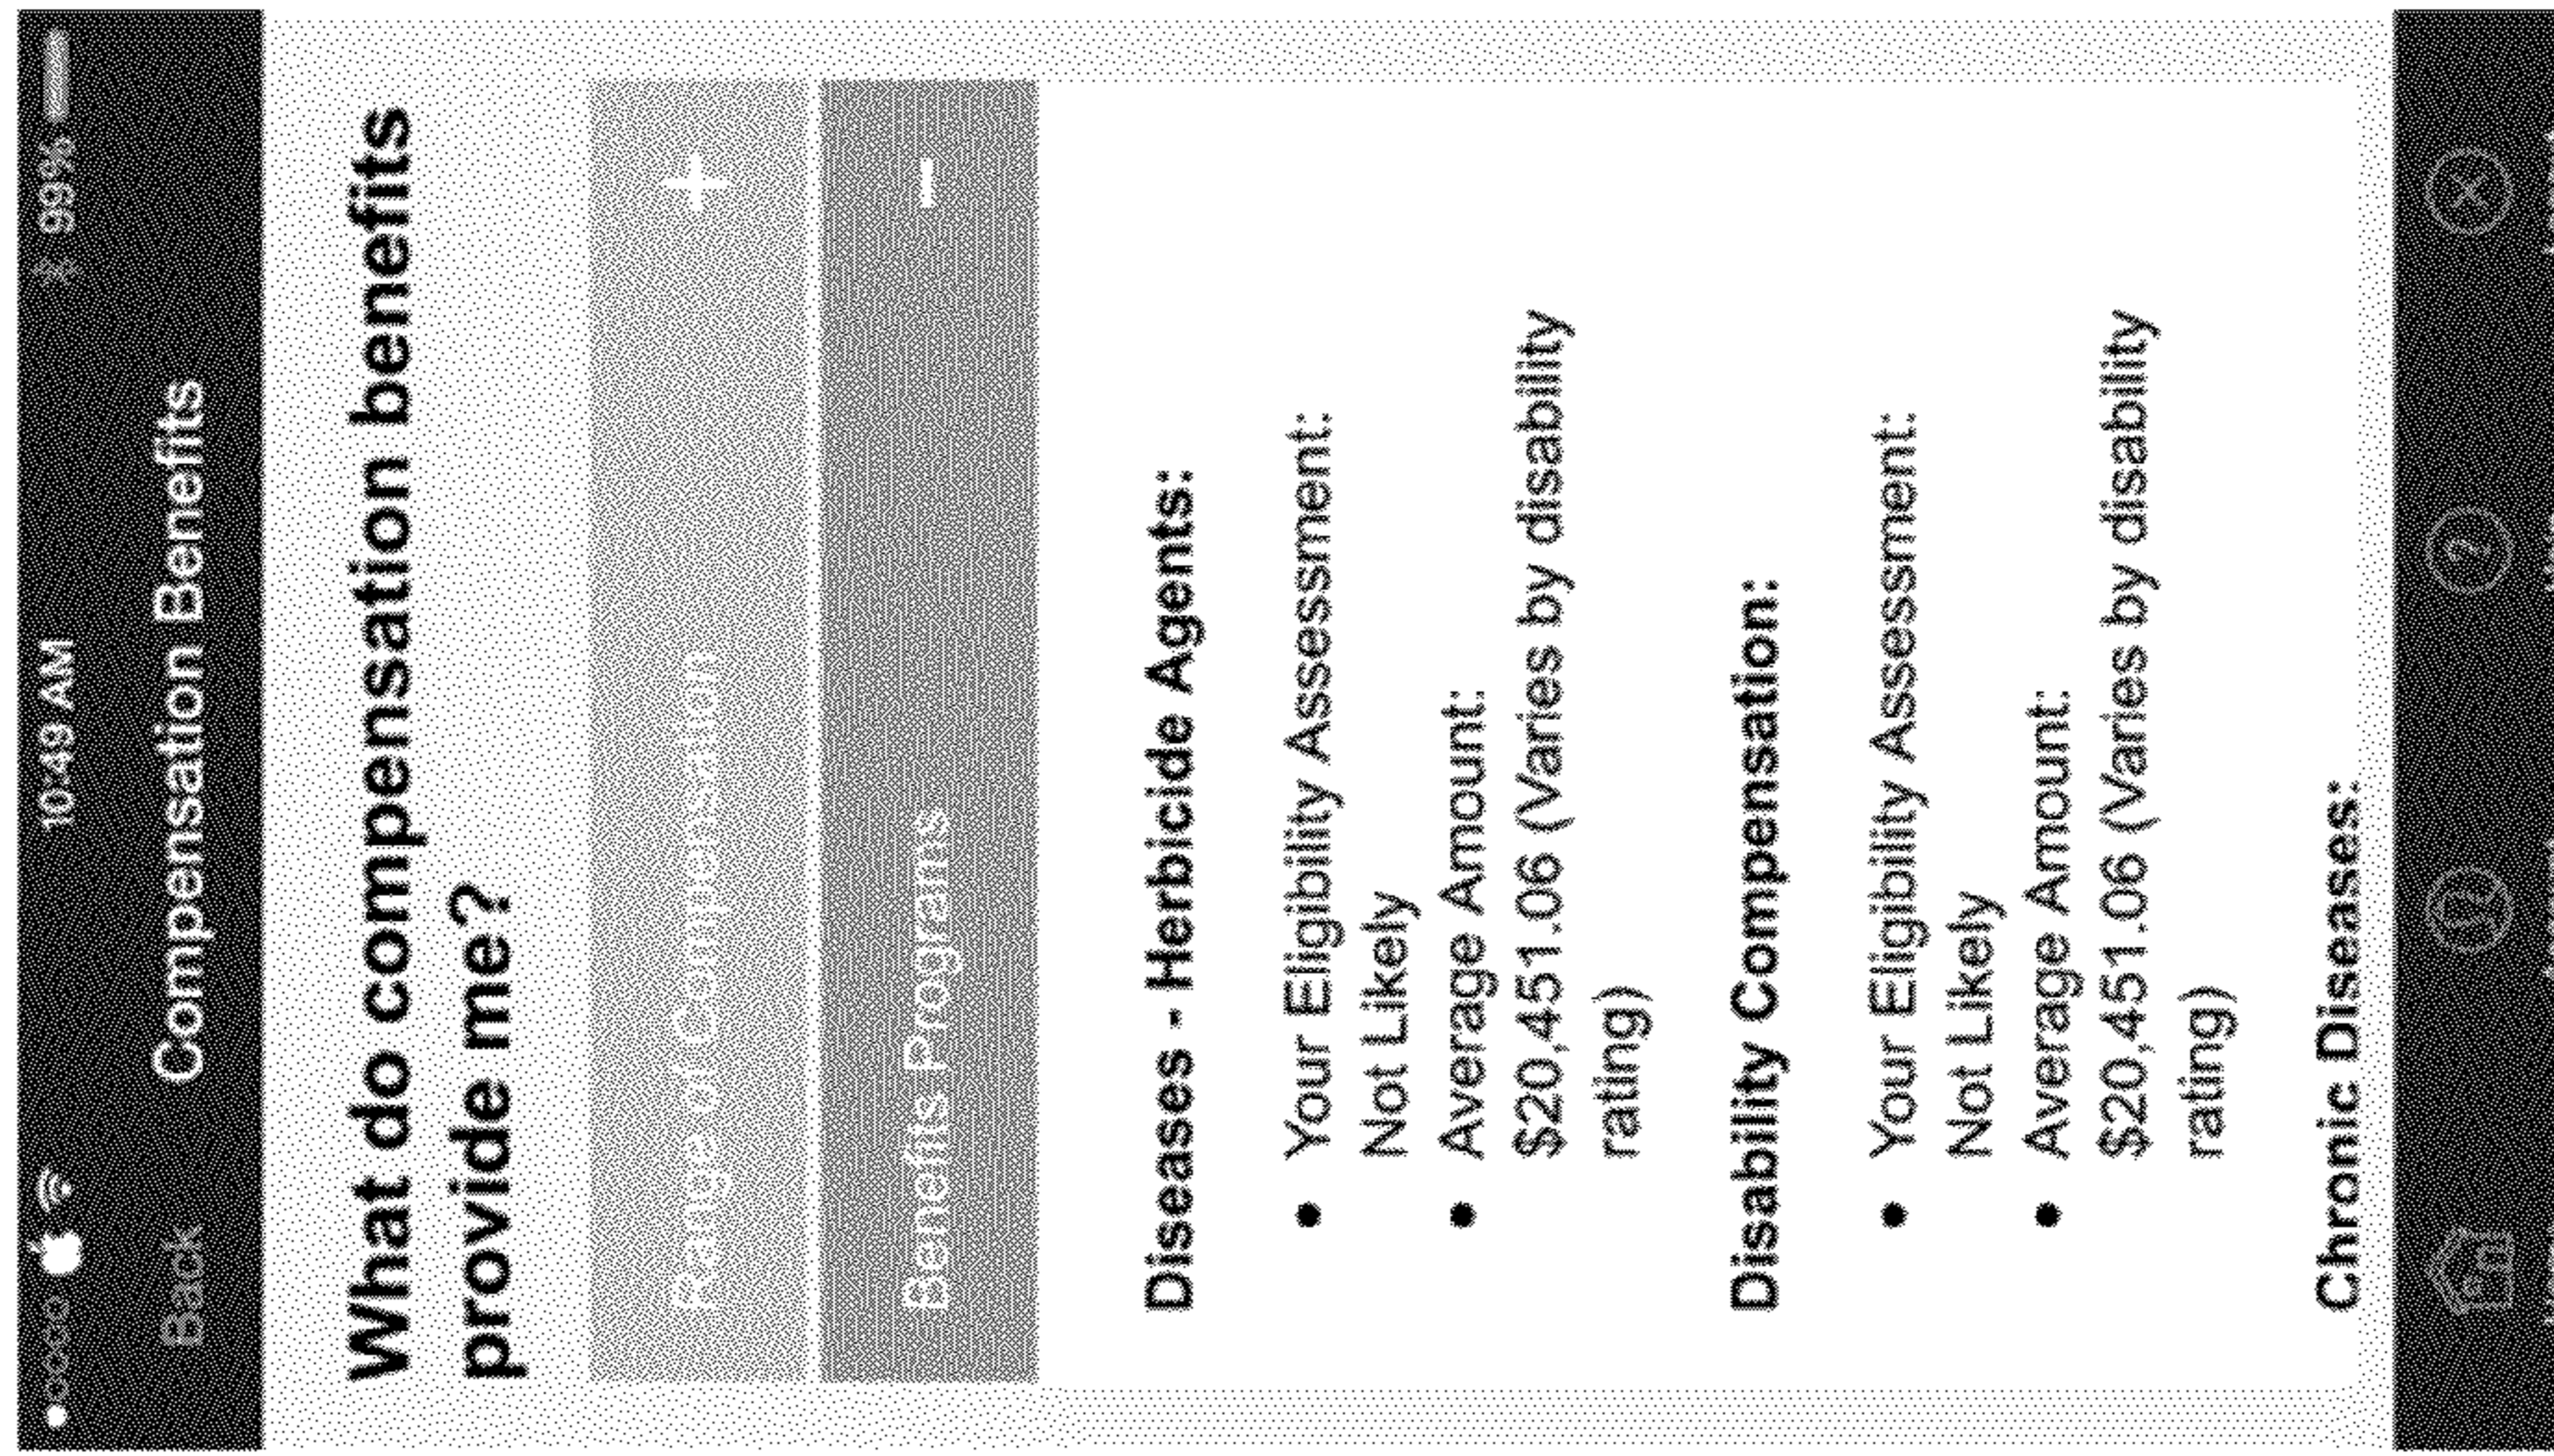 10:49 AM
99%
Back
Compensation Benefits
What do compensation benefits
provide me?
Range of Compensation
+
Benefits Programs
-
Diseases - Herbicide Agents:
• Your Eligibility Assessment:
Not Likely
• Average Amount:
$20,451.06 (Varies by disability
rating)
Disability Compensation:
• Your Eligibility Assessment:
Not Likely
• Average Amount:
$20,451.06 (Varies by disability
rating)
Chronic Diseases: